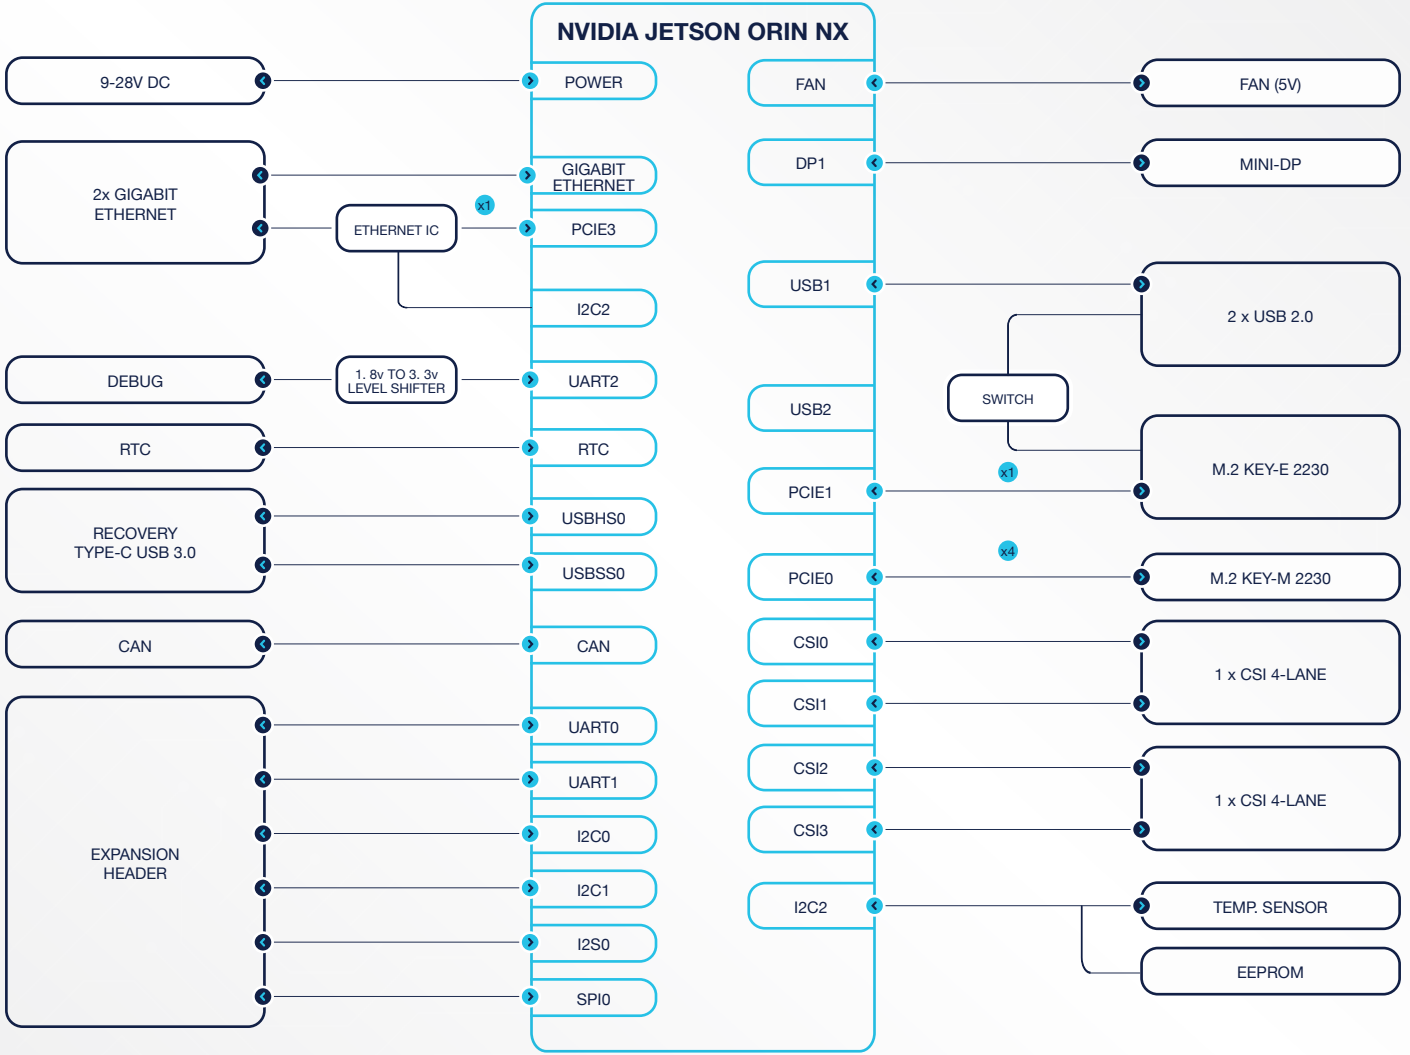 NVIDIA JETSON ORIN NX
9-28V DC
POWER
2x GIGABIT
ETHERNET
GIGABIT
ETHERNET
x1
ETHERNET IC
PCIE3
I2C2
DEBUG
1. 8v TO 3. 3v
LEVEL SHIFTER
UART2
RTC
RTC
RECOVERY
TYPE-C USB 3.0
USBHS0
USBSS0
CAN
CAN
EXPANSION
HEADER
UART0
UART1
I2C0
I2C1
I2S0
SPI0
FAN
FAN (5V)
DP1
MINI-DP
USB1
2 x USB 2.0
SWITCH
USB2
M.2 KEY-E 2230
x1
PCIE1
x4
PCIE0
M.2 KEY-M 2230
CSI0
CSI1
1 x CSI 4-LANE
CSI2
CSI3
1 x CSI 4-LANE
I2C2
TEMP. SENSOR
EEPROM